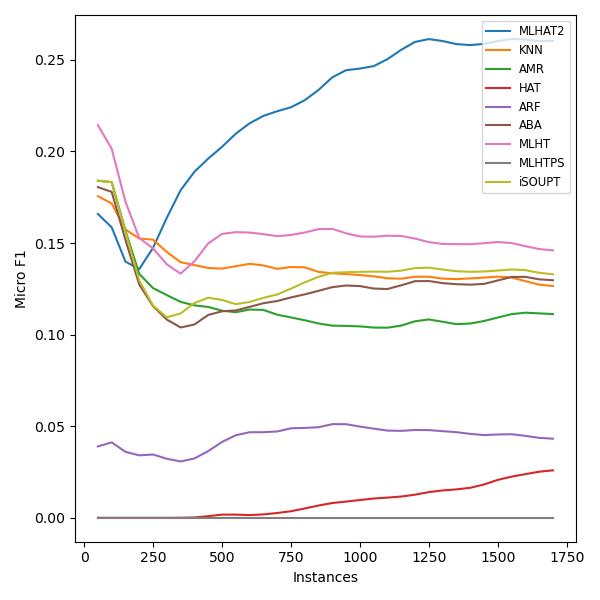 Micro F1
0.25
0.20
0.15
0.10
0.05
0.00
MLHAT2
KNN
AMR
HAT
ARF
ABA
MLHT
MLHTPS
iSOUPT
0 250 500 750 1000 1250 1500 1750
Instances